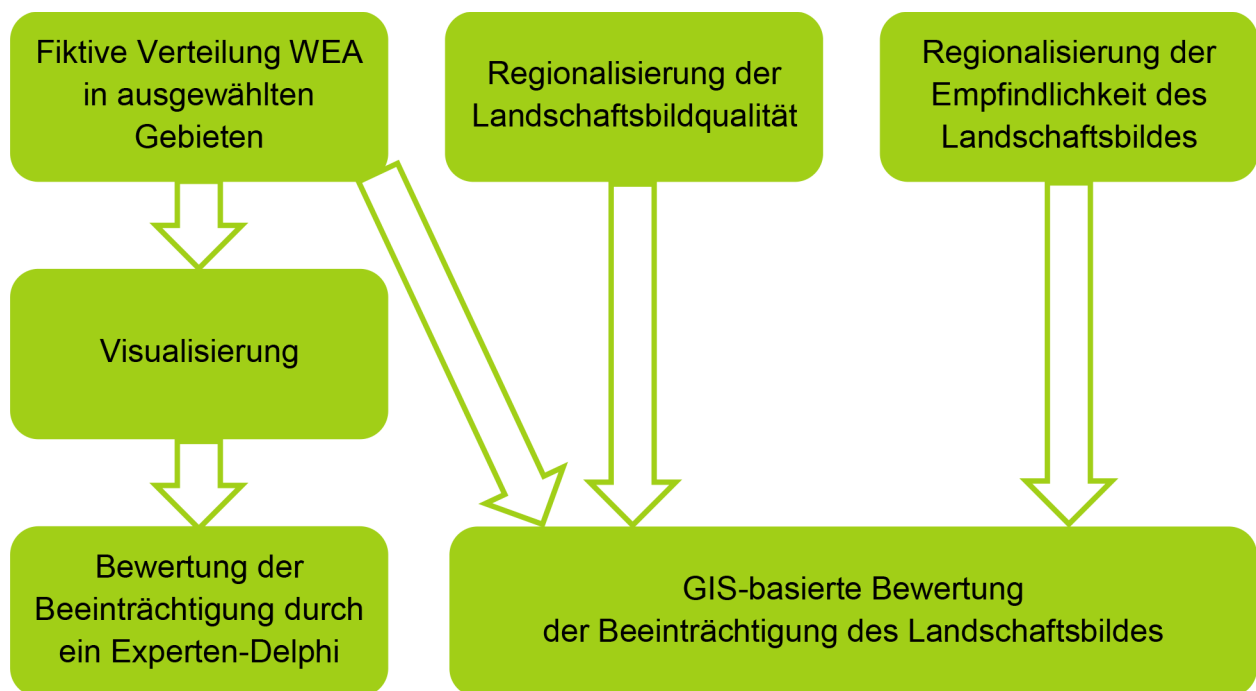 Fiktive Verteilung WEA
in ausgewählten
Gebieten
Regionalisierung der
Landschaftsbildqualität
Regionalisierung der
Empfindlichkeit des
Landschaftsbildes
Visualisierung
Bewertung der
Beeinträchtigung durch
ein Experten-Delphi
GIS-basierte Bewertung
der Beeinträchtigung des Landschaftsbildes